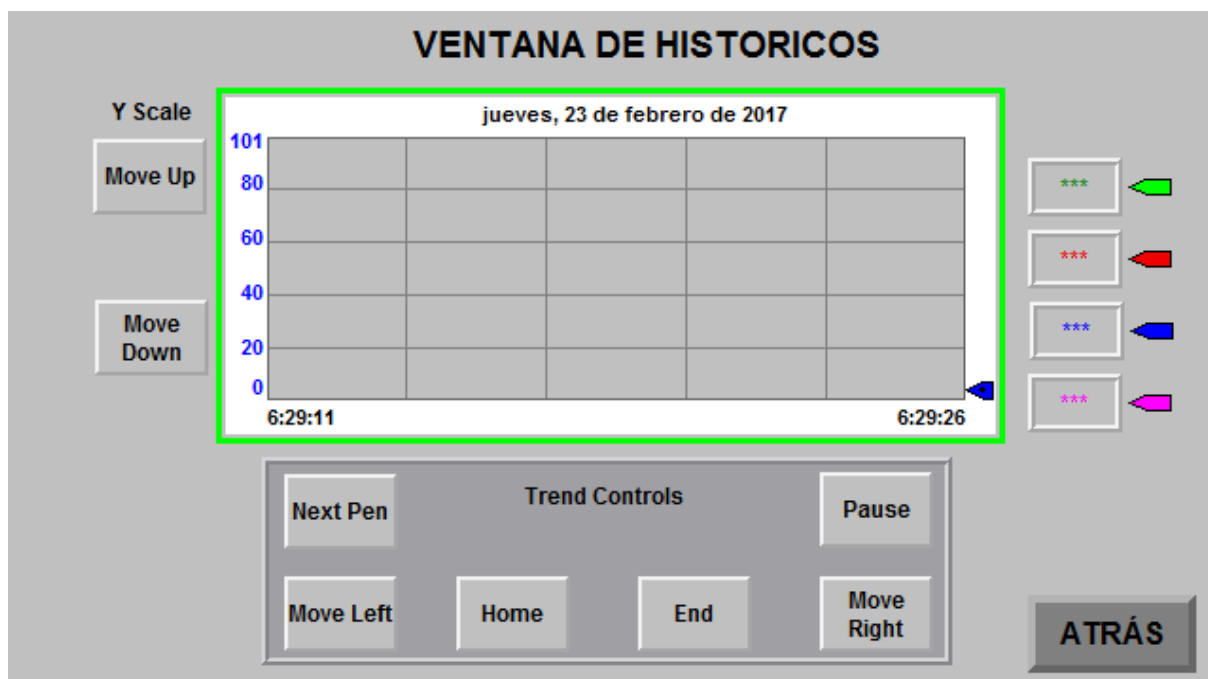 VENTANA DE HISTORICOS
Y Scale
Move Up
Move
Down
jueves, 23 de febrero de 2017
101
80
60
40
20
0
6:29:11
6:29:26
***
***
***
***
Trend Controls
Next Pen
Pause
Move Left
Home
End
Move
Right
ATRÁS